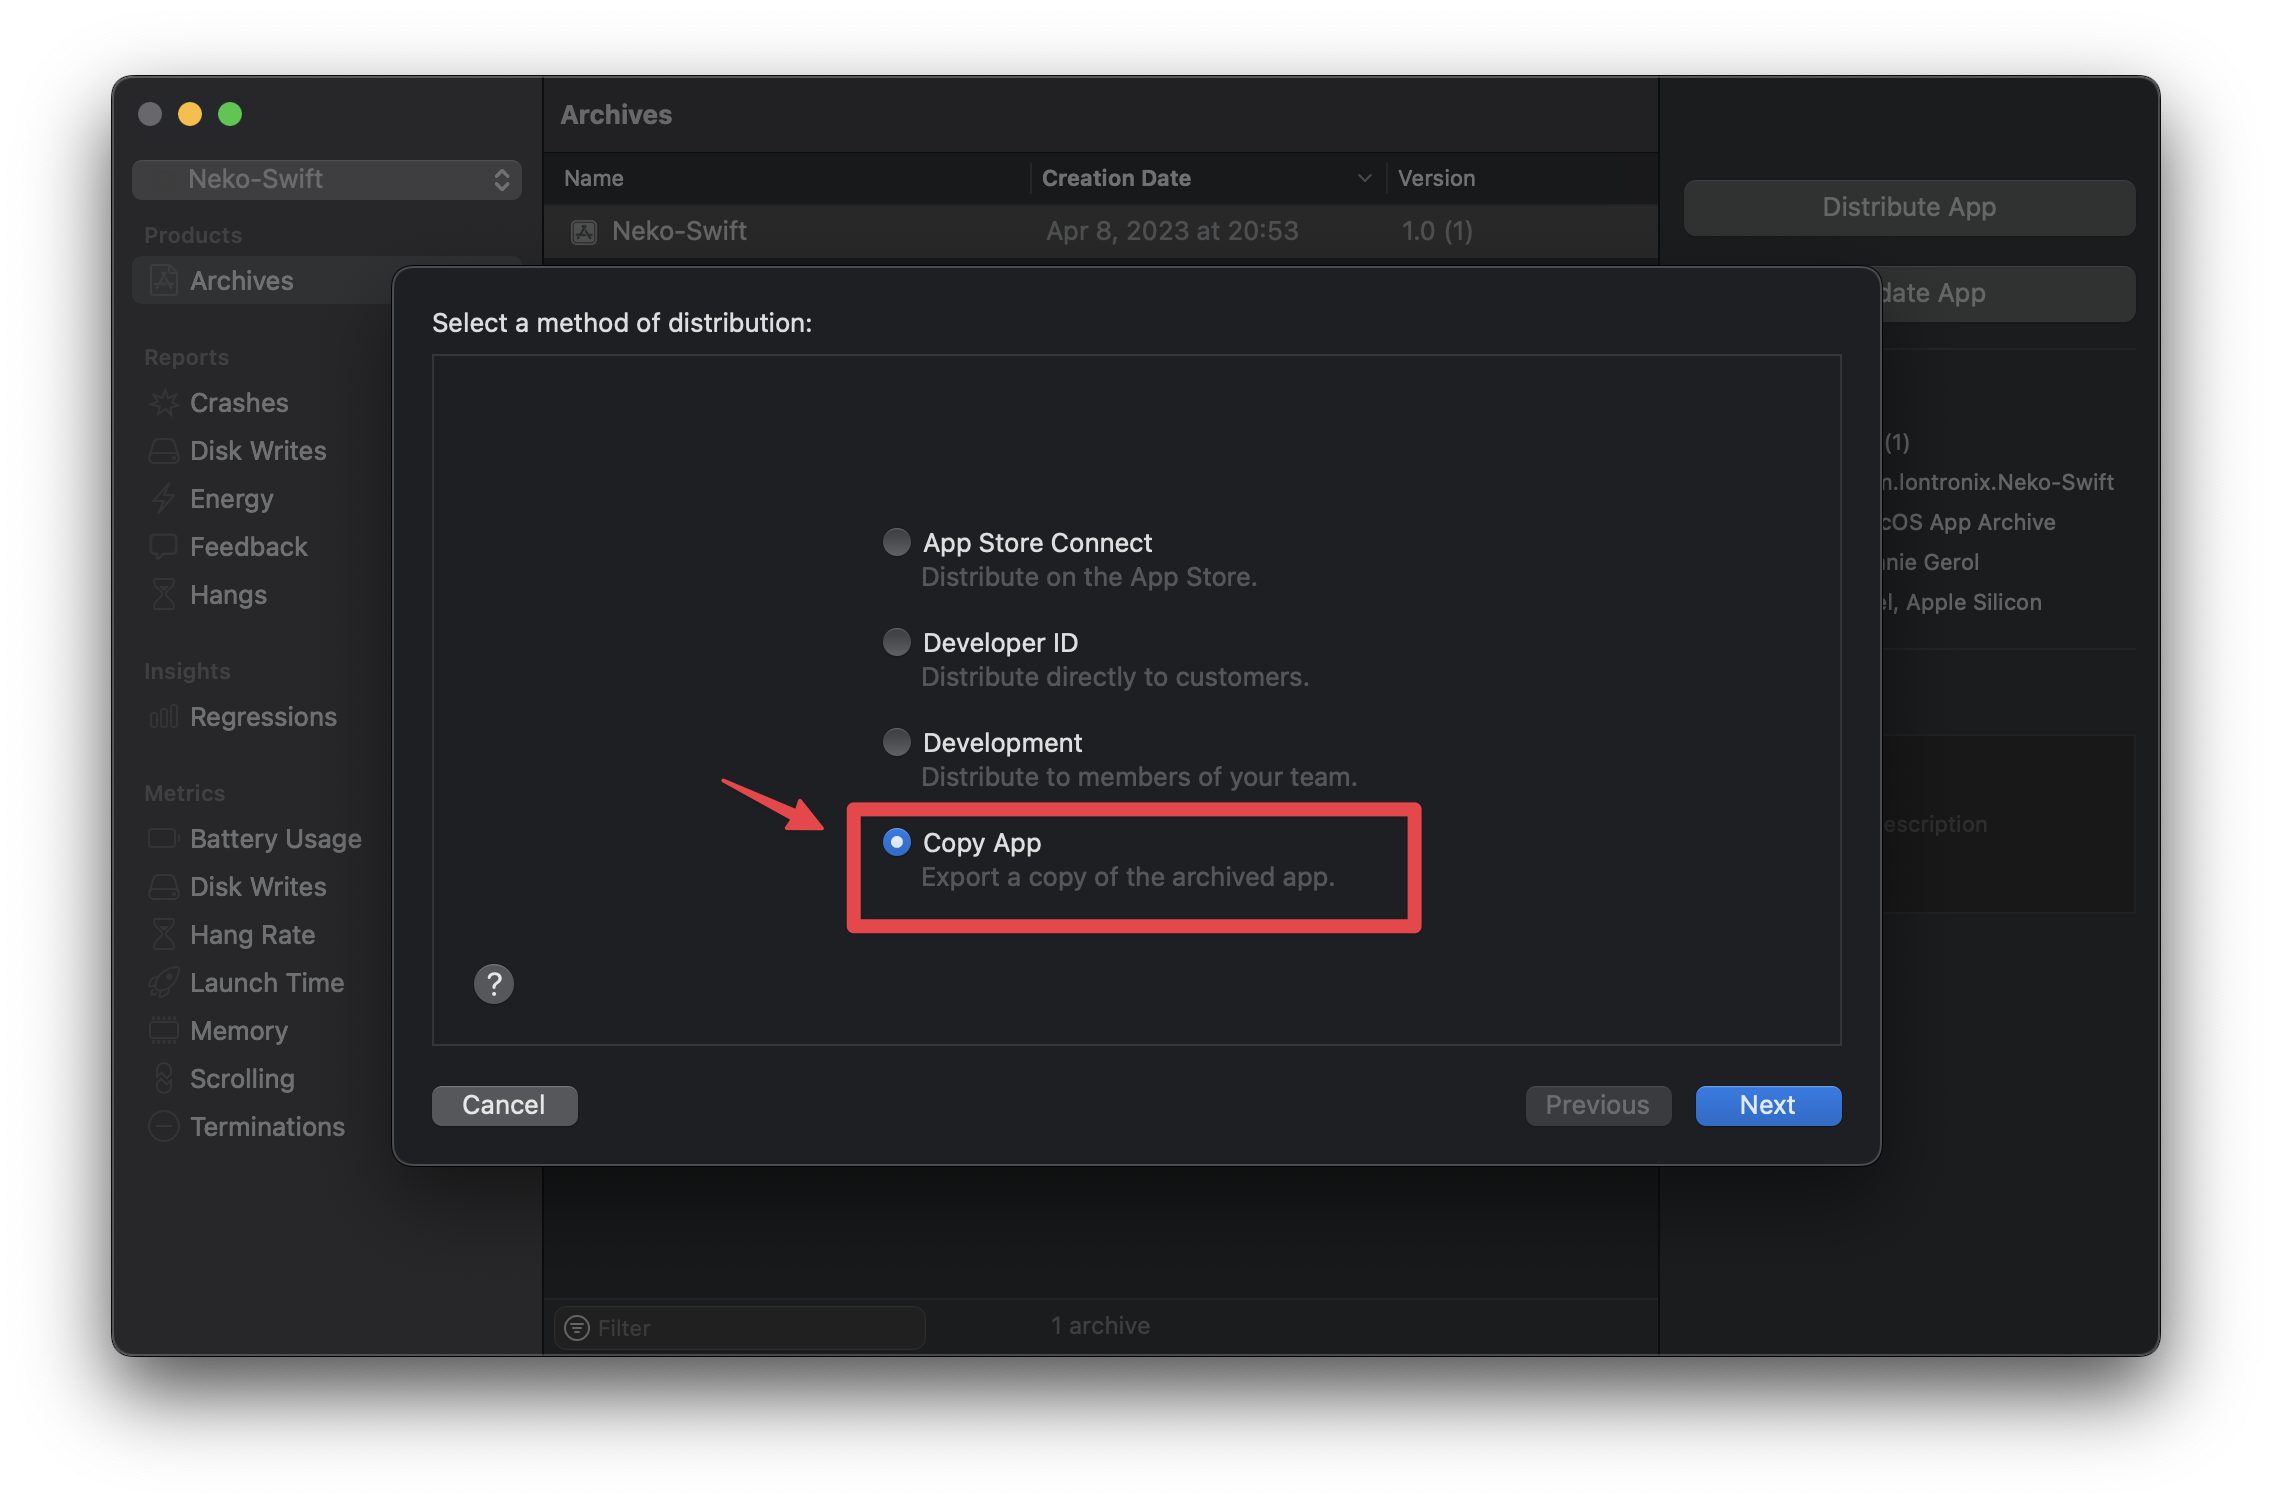 Neko-Swift
Products
Archives
Reports
Crashes
Disk Writes
Energy
Feedback
Hangs
Insights
Regressions
Metrics
Battery Usage
Disk Writes
Hang Rate
Launch Time
Memory
Scrolling
Terminations
Archives
Name Creation Date Version
Neko-Swift Apr 8, 2023 at 20:53 1.0 (1)
Select a method of distribution:
App Store Connect
Distribute on the App Store.
Developer ID
Distribute directly to customers.
Development
Distribute to members of your team.
Copy App
Export a copy of the archived app.
?
Cancel Previous Next
Filter 1 archive
Distribute App
App
(1)
.lontronix.Neko-Swift
App Archive
Gerol
Apple Silicon